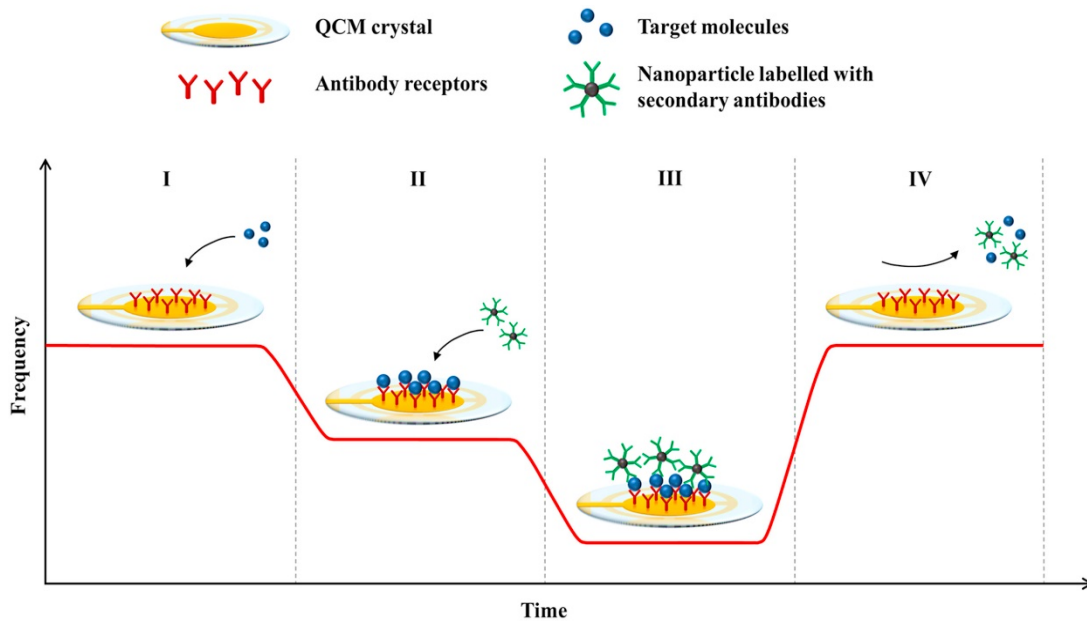 QCM crystal
Target molecules
Antibody receptors
Nanoparticle labelled with
secondary antibodies
I
II
III
IV
Frequency
Time